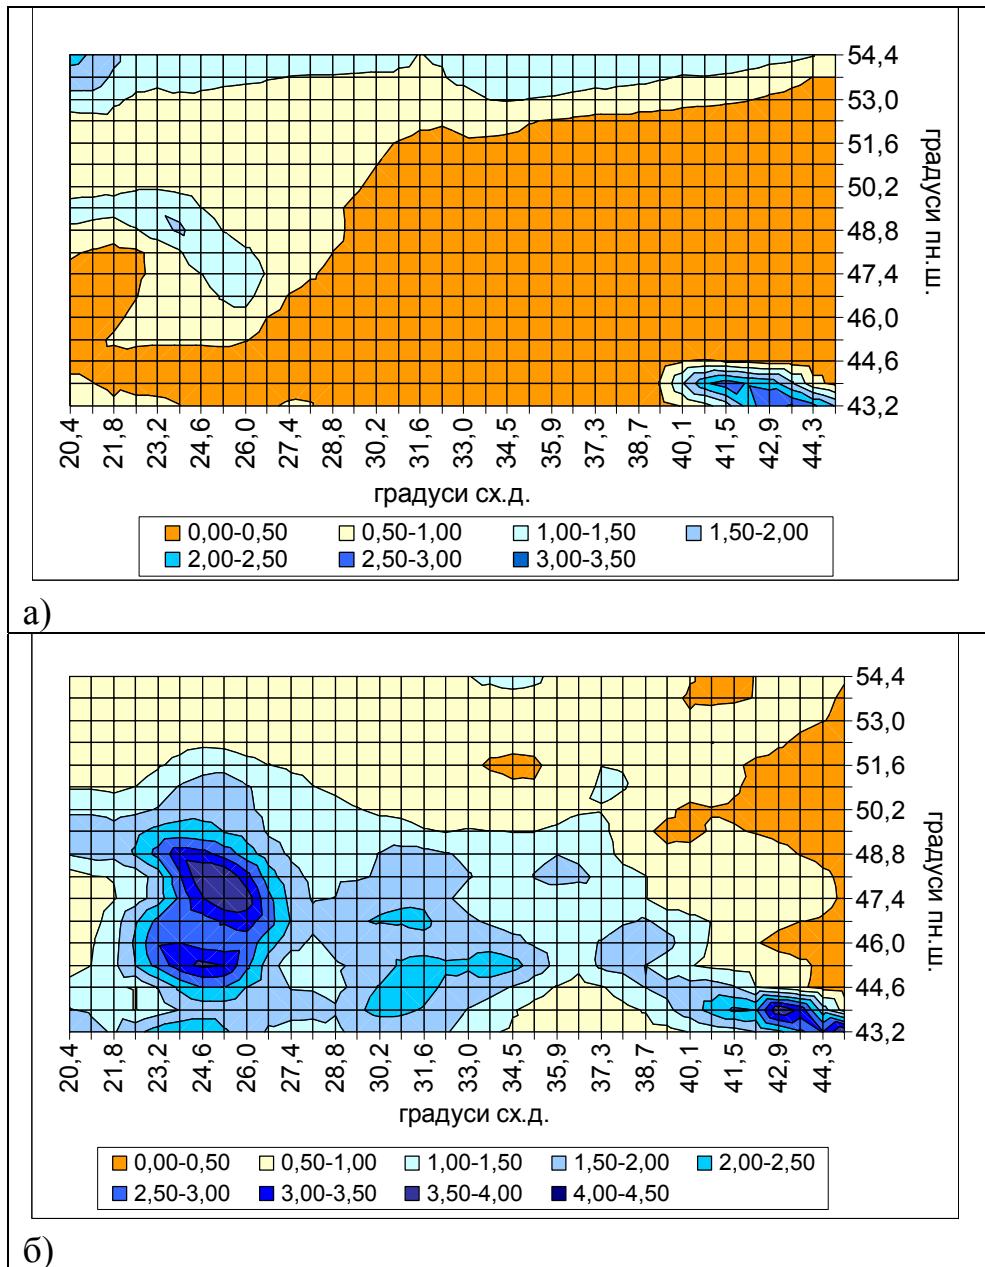 54,4
53,0
51,6
50,2
48,8
47,4
46,0
44,6
43,2
градуси пн.ш.
20,4 21,8 23,2 24,6 26,0 27,4 28,8 30,2 31,6 33,0 34,5 35,9 37,3 38,7 40,1 41,5 42,9 44,3
градуси сх.д.
0,00-0,50 0,50-1,00 1,00-1,50 1,50-2,00
2,00-2,50 2,50-3,00 3,00-3,50
а)
54,4
53,0
51,6
50,2
48,8
47,4
46,0
44,6
43,2
градуси пн.ш.
20,4 21,8 23,2 24,6 26,0 27,4 28,8 30,2 31,6 33,0 34,5 35,9 37,3 38,7 40,1 41,5 42,9 44,3
градуси сх.д.
0,00-0,50 0,50-1,00 1,00-1,50 1,50-2,00 2,00-2,50
2,50-3,00 3,00-3,50 3,50-4,00 4,00-4,50
б)